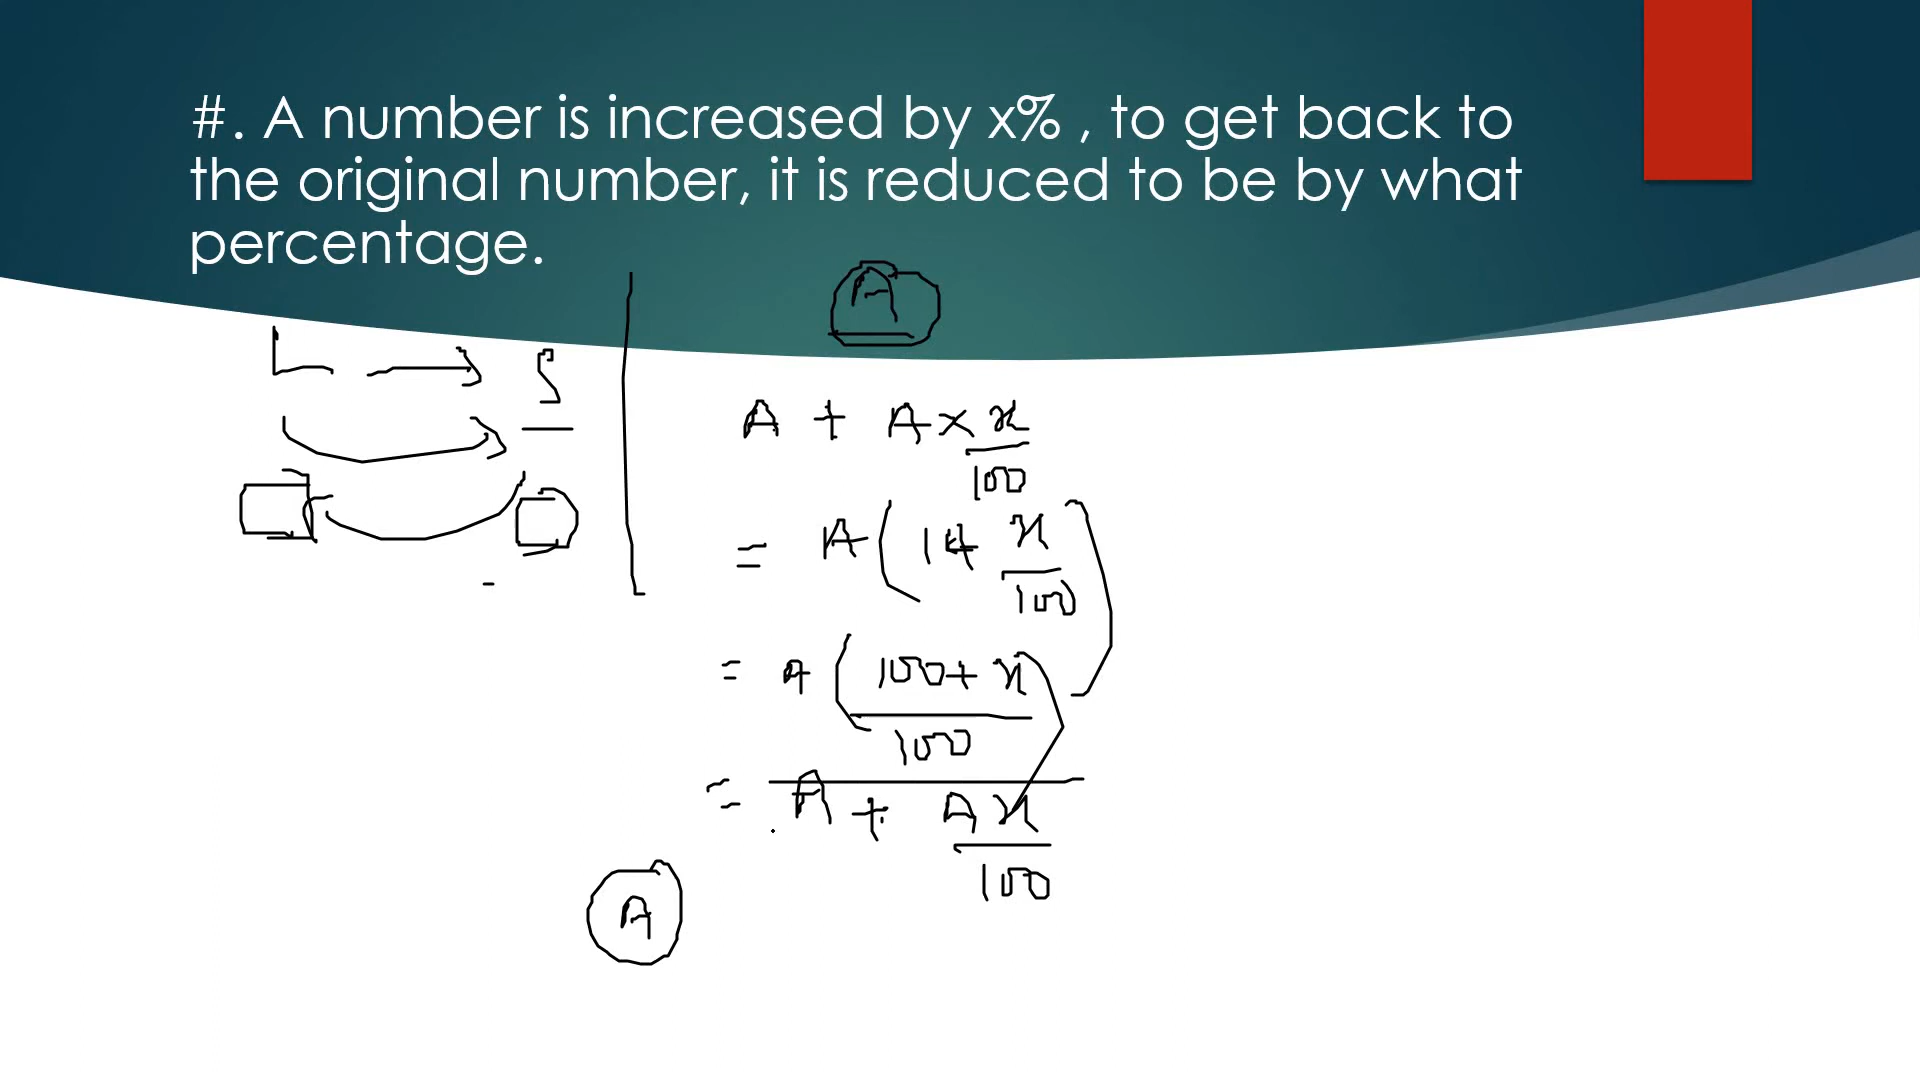 #. A number is increased by x% , to get back to
the original number, it is reduced to be by what
percentage.
A
L → S
A + A × x/100
= A(1+ x/100)
= A(100+x/100)
= A + Ax/100
A